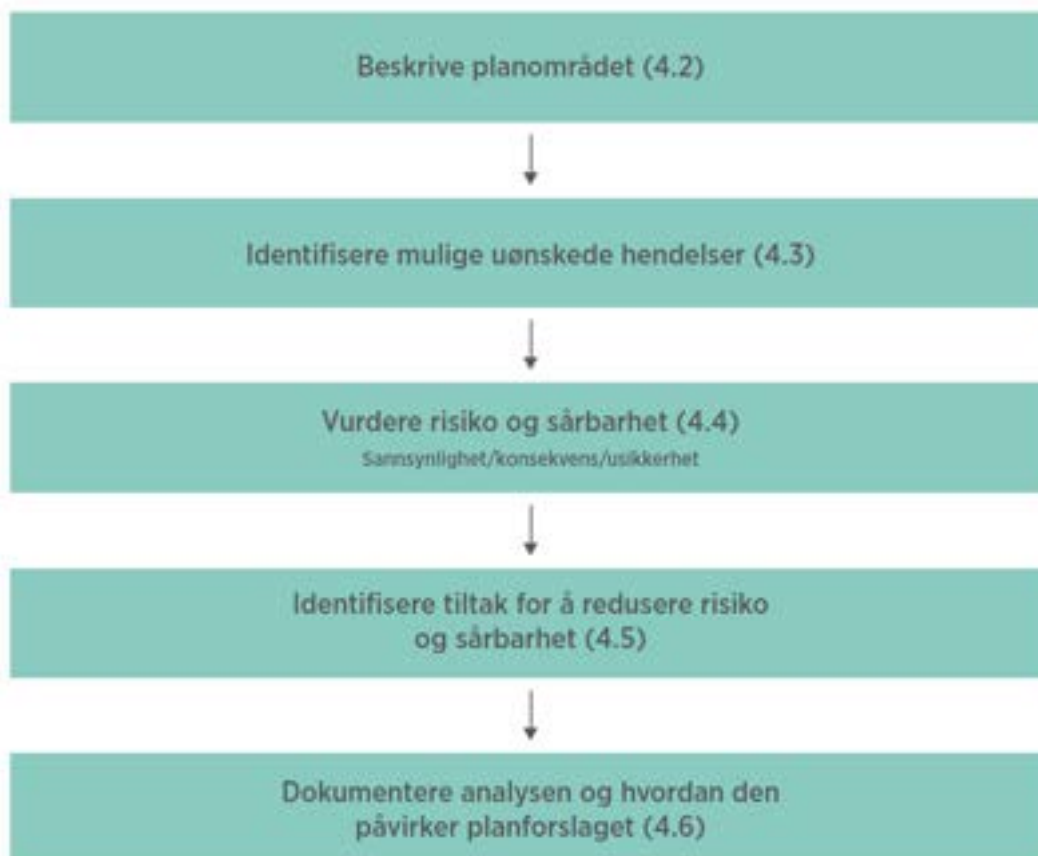 Beskrive planområdet (4.2)
Identifisere mulige uønskede hendelser (4.3)
Vurdere risiko og sårbarhet (4.4)
Sannsynlighet/konsekvens/usikkerhet
Identifisere tiltak for å redusere risiko
og sårbarhet (4.5)
Dokumentere analysen og hvordan den
påvirker planforslaget (4.6)